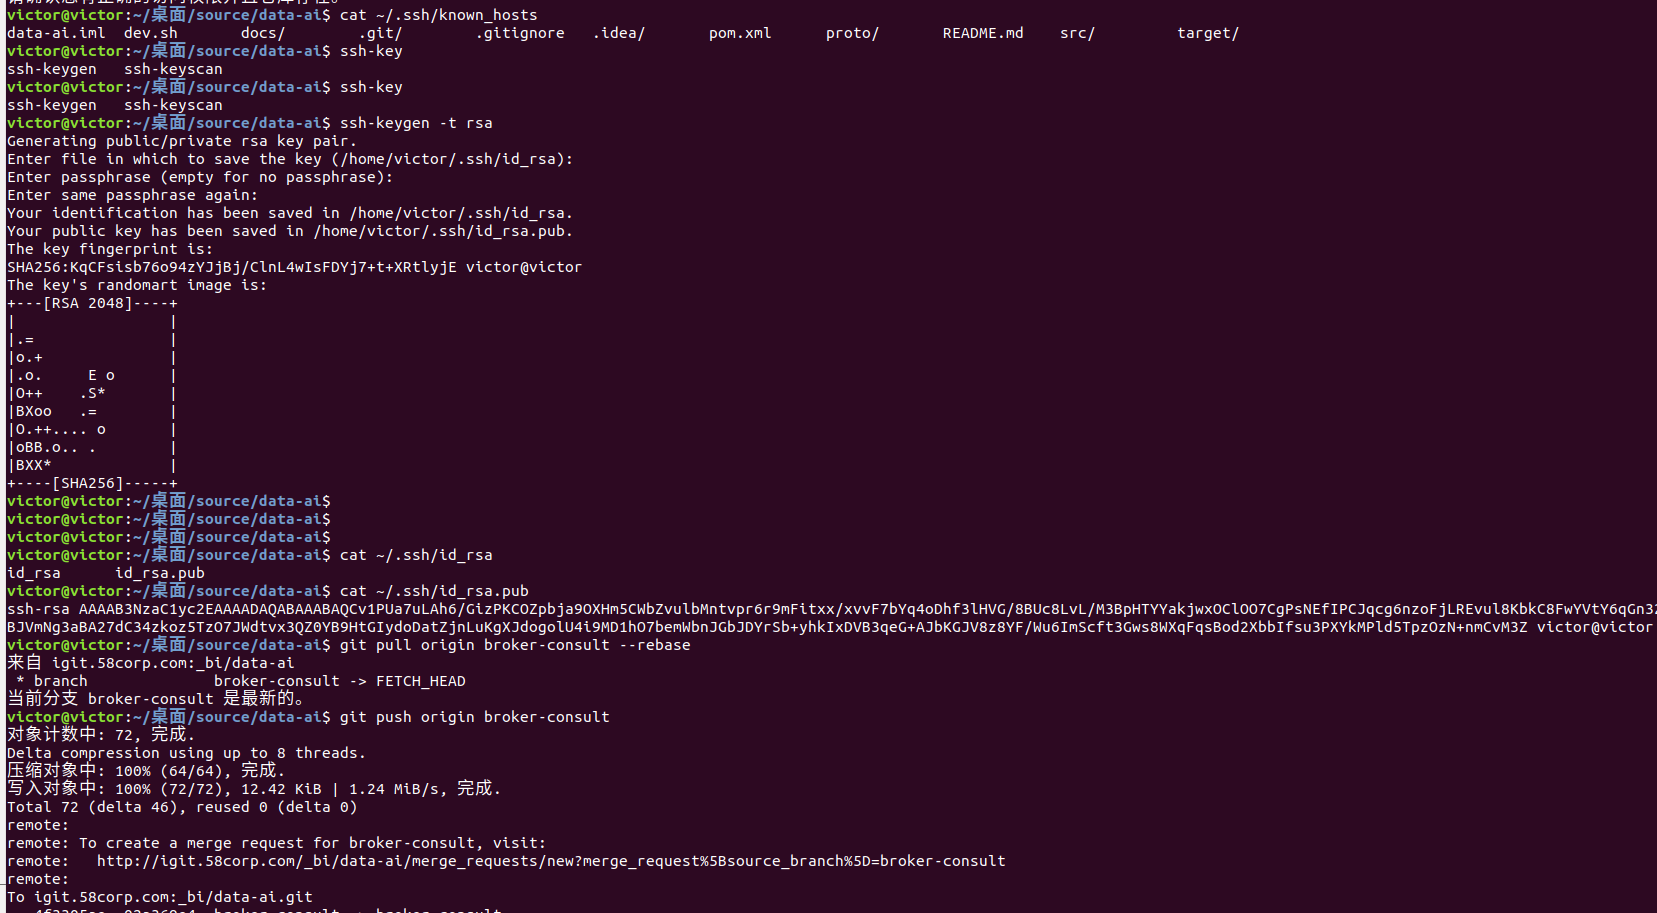 victor@victor:~/桌面/source/data-ai$ cat ~/.ssh/known_hosts
data-ai.iml  dev.sh       docs/        .git/        .gitignore   .idea/       pom.xml      proto/       README.md    src/         target/
victor@victor:~/桌面/source/data-ai$ ssh-key
ssh-keygen   ssh-keyscan
victor@victor:~/桌面/source/data-ai$ ssh-key
ssh-keygen   ssh-keyscan
victor@victor:~/桌面/source/data-ai$ ssh-keygen -t rsa
Generating public/private rsa key pair.
Enter file in which to save the key (/home/victor/.ssh/id_rsa):
Enter passphrase (empty for no passphrase):
Enter same passphrase again:
Your identification has been saved in /home/victor/.ssh/id_rsa.
Your public key has been saved in /home/victor/.ssh/id_rsa.pub.
The key fingerprint is:
SHA256:KqCFsisb76o94zYJjBj/ClnL4wIsFDYj7+t+XRtlyjE victor@victor
The key's randomart image is:
+---[RSA 2048]----+
|                 |
|.=               |
|o.+              |
|.o.     E o      |
|O++    .S*       |
|BXoo   .=        |
|O.++.... o       |
|oBB.o.. .        |
|BXX*             |
+----[SHA256]-----+
victor@victor:~/桌面/source/data-ai$
victor@victor:~/桌面/source/data-ai$
victor@victor:~/桌面/source/data-ai$
victor@victor:~/桌面/source/data-ai$ cat ~/.ssh/id_rsa
id_rsa      id_rsa.pub
victor@victor:~/桌面/source/data-ai$ cat ~/.ssh/id_rsa.pub
ssh-rsa AAAAB3NzaC1yc2EAAAADAQABAAABAQCv1PUa7uLAh6/GizPKCOZpbja9OXHm5CWbZvulbMntvpr6r9mFitxx/xvvF7bYq4oDhf3lHVG/8BUc8LvL/M3BpHTYYakjwxOClOO7CgPsNEfIPCJqcg6nzoFjLREvul8KbkC8FwYVtY6qGn32
BJVmNg3aBA27dC34zkoz5TzO7JWdtvx3QZ0YB9HtGIydoDatZjnLuKgXJdogolU4i9MD1hO7bemWbnJGbJDYrSb+yhkIxDVB3qeG+AJbKGJV8z8YF/Wu6ImScft3Gws8WXqFqsBod2XbbIfsu3PXYkMPld5TpzOzN+nmCvM3Z victor@victor
victor@victor:~/桌面/source/data-ai$ git pull origin broker-consult --rebase
来自 igit.58corp.com:_bi/data-ai
 * branch              broker-consult -> FETCH_HEAD
当前分支 broker-consult 是最新的。
victor@victor:~/桌面/source/data-ai$ git push origin broker-consult
对象计数中: 72, 完成.
Delta compression using up to 8 threads.
压缩对象中: 100% (64/64), 完成.
写入对象中: 100% (72/72), 12.42 KiB | 1.24 MiB/s, 完成.
Total 72 (delta 46), reused 0 (delta 0)
remote:
remote: To create a merge request for broker-consult, visit:
remote:   http://igit.58corp.com/_bi/data-ai/merge_requests/new?merge_request%5Bsource_branch%5D=broker-consult
remote:
To igit.58corp.com:_bi/data-ai.git